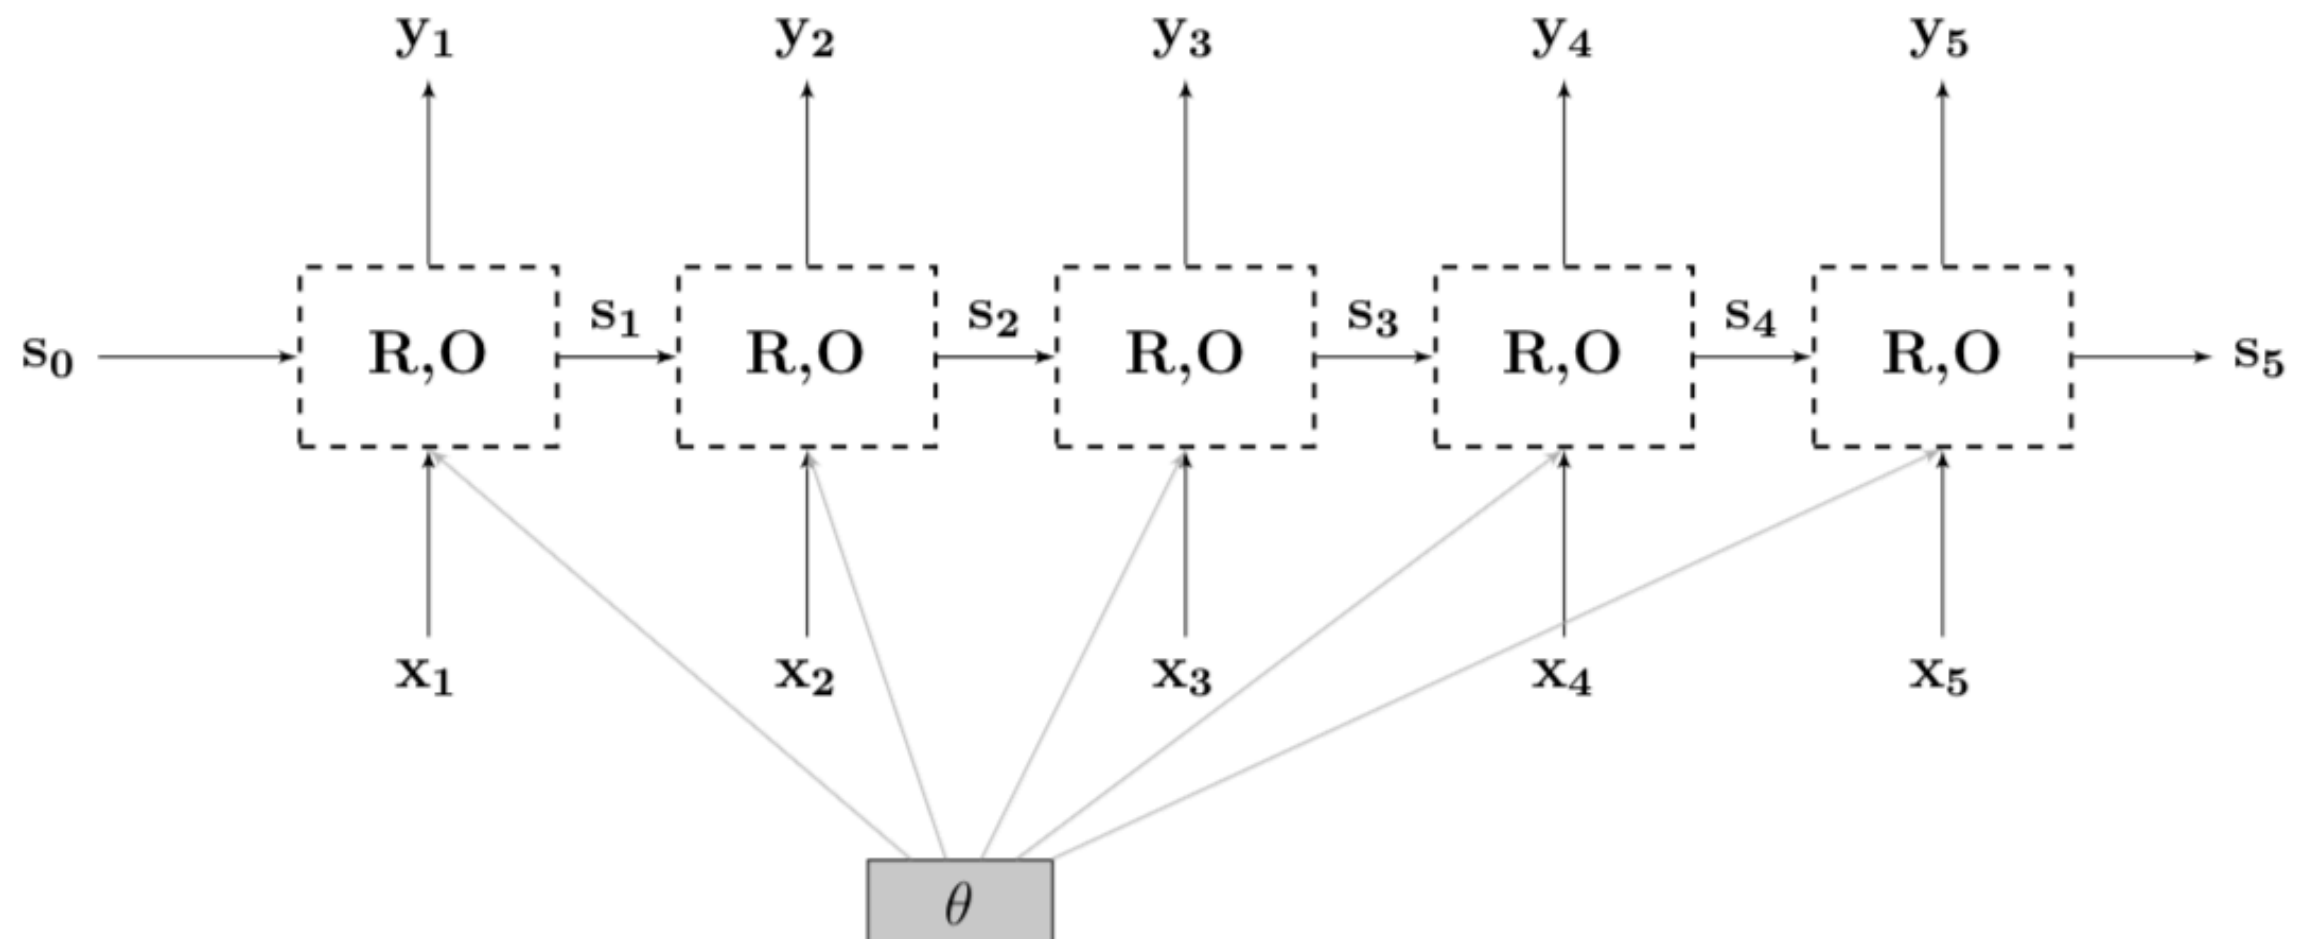 y₁ y₂ y₃ y₄ y₅
s₀ R,O s₁ R,O s₂ R,O s₃ R,O s₄ R,O s₅
x₁ x₂ x₃ x₄ x₅
θ